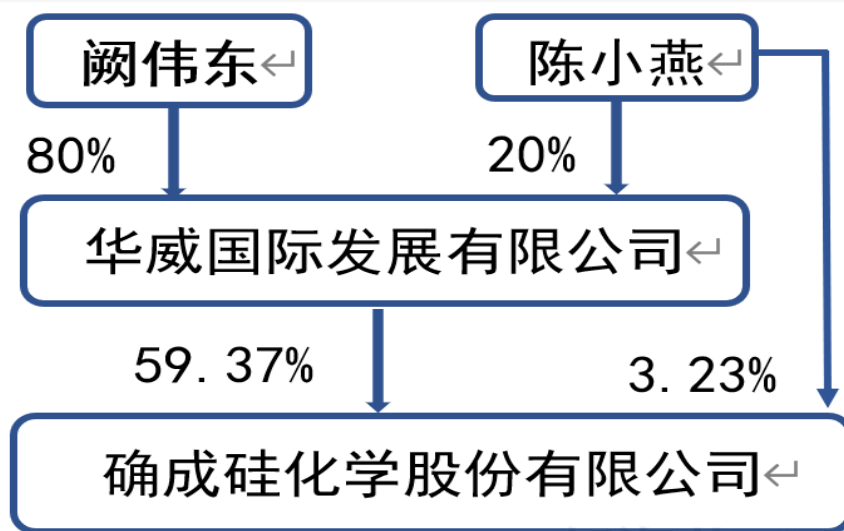 阙伟东
陈小燕
80%
20%
华威国际发展有限公司
59.37%
3.23%
确成硅化学股份有限公司